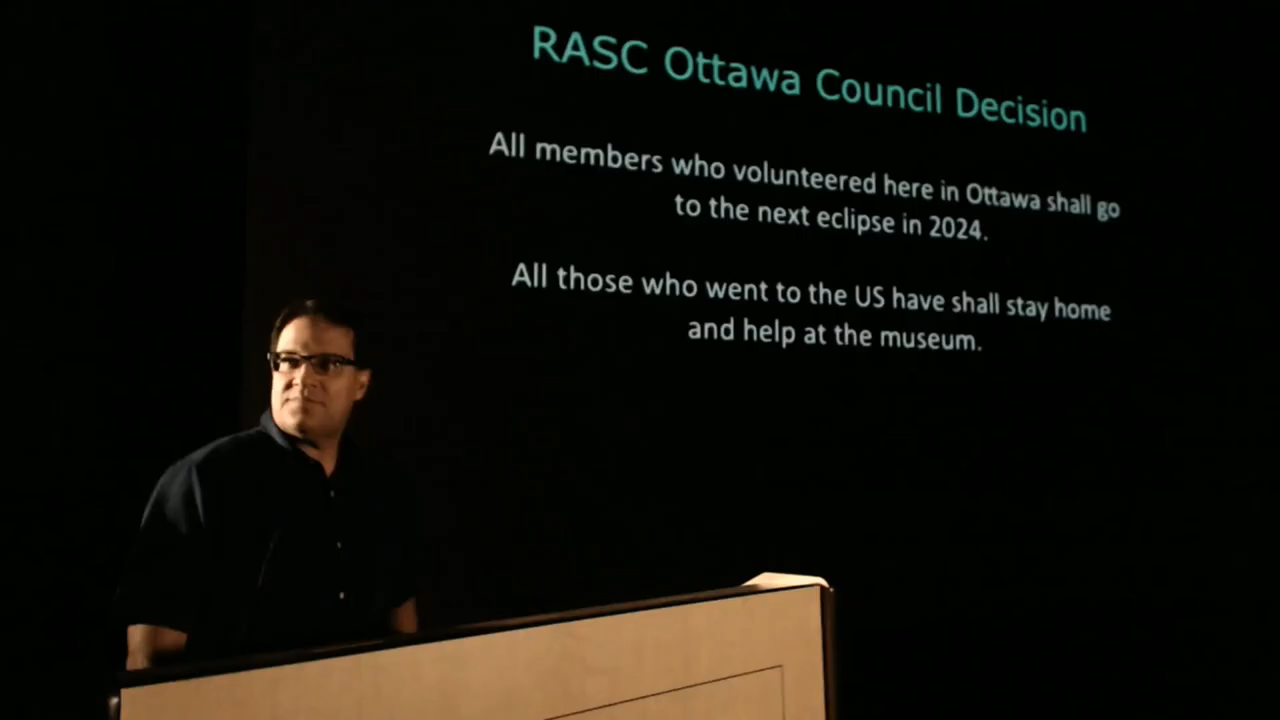 RASC Ottawa Council Decision
All members who volunteered here in Ottawa shall go
to the next eclipse in 2024.
All those who went to the US have shall stay home
and help at the museum.